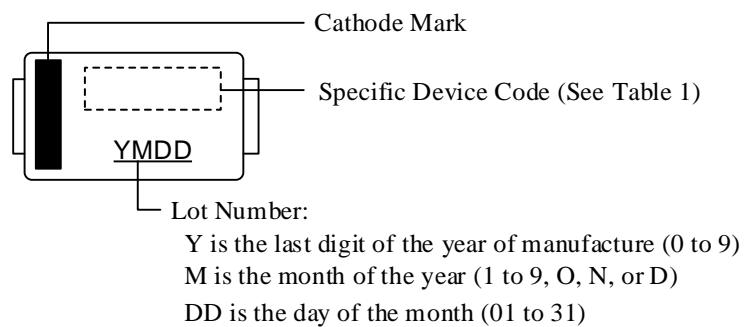 Cathode Mark
Specific Device Code (See Table 1)
YMDD
Lot Number:
Y is the last digit of the year of manufacture (0 to 9)
M is the month of the year (1 to 9, O, N, or D)
DD is the day of the month (01 to 31)